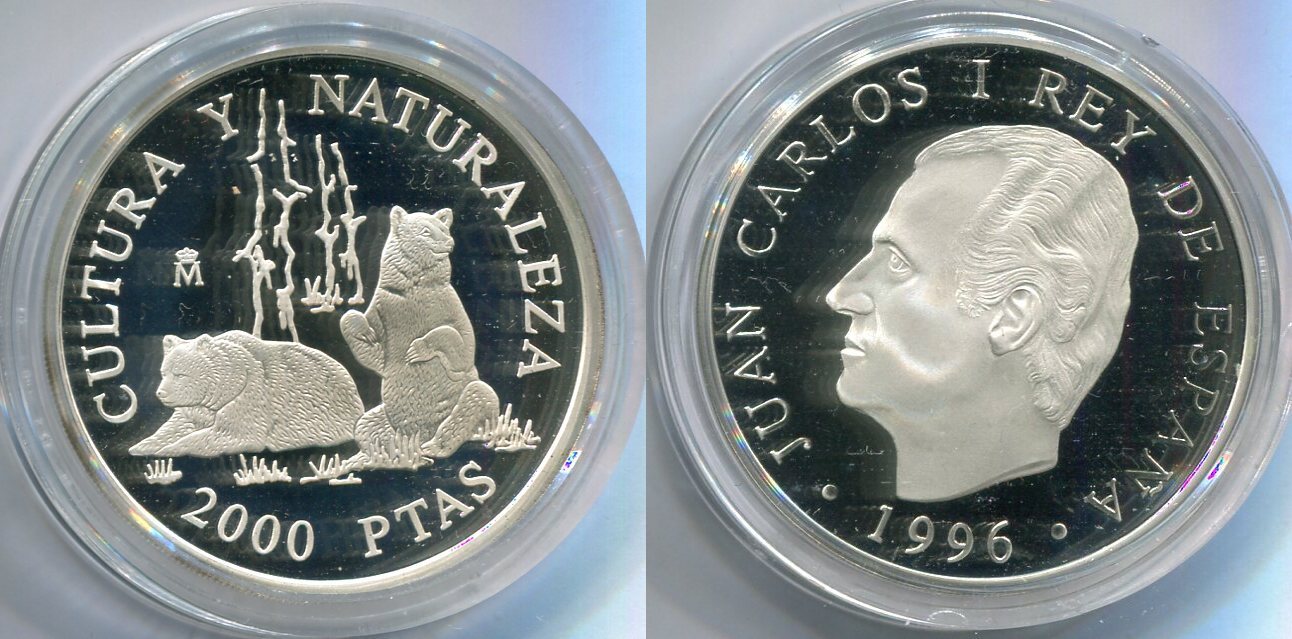 CULTURA Y NATURALEZA
M
2000 PTAS
JUAN CARLOS I REY DE ESPAÑA
• 1996 •